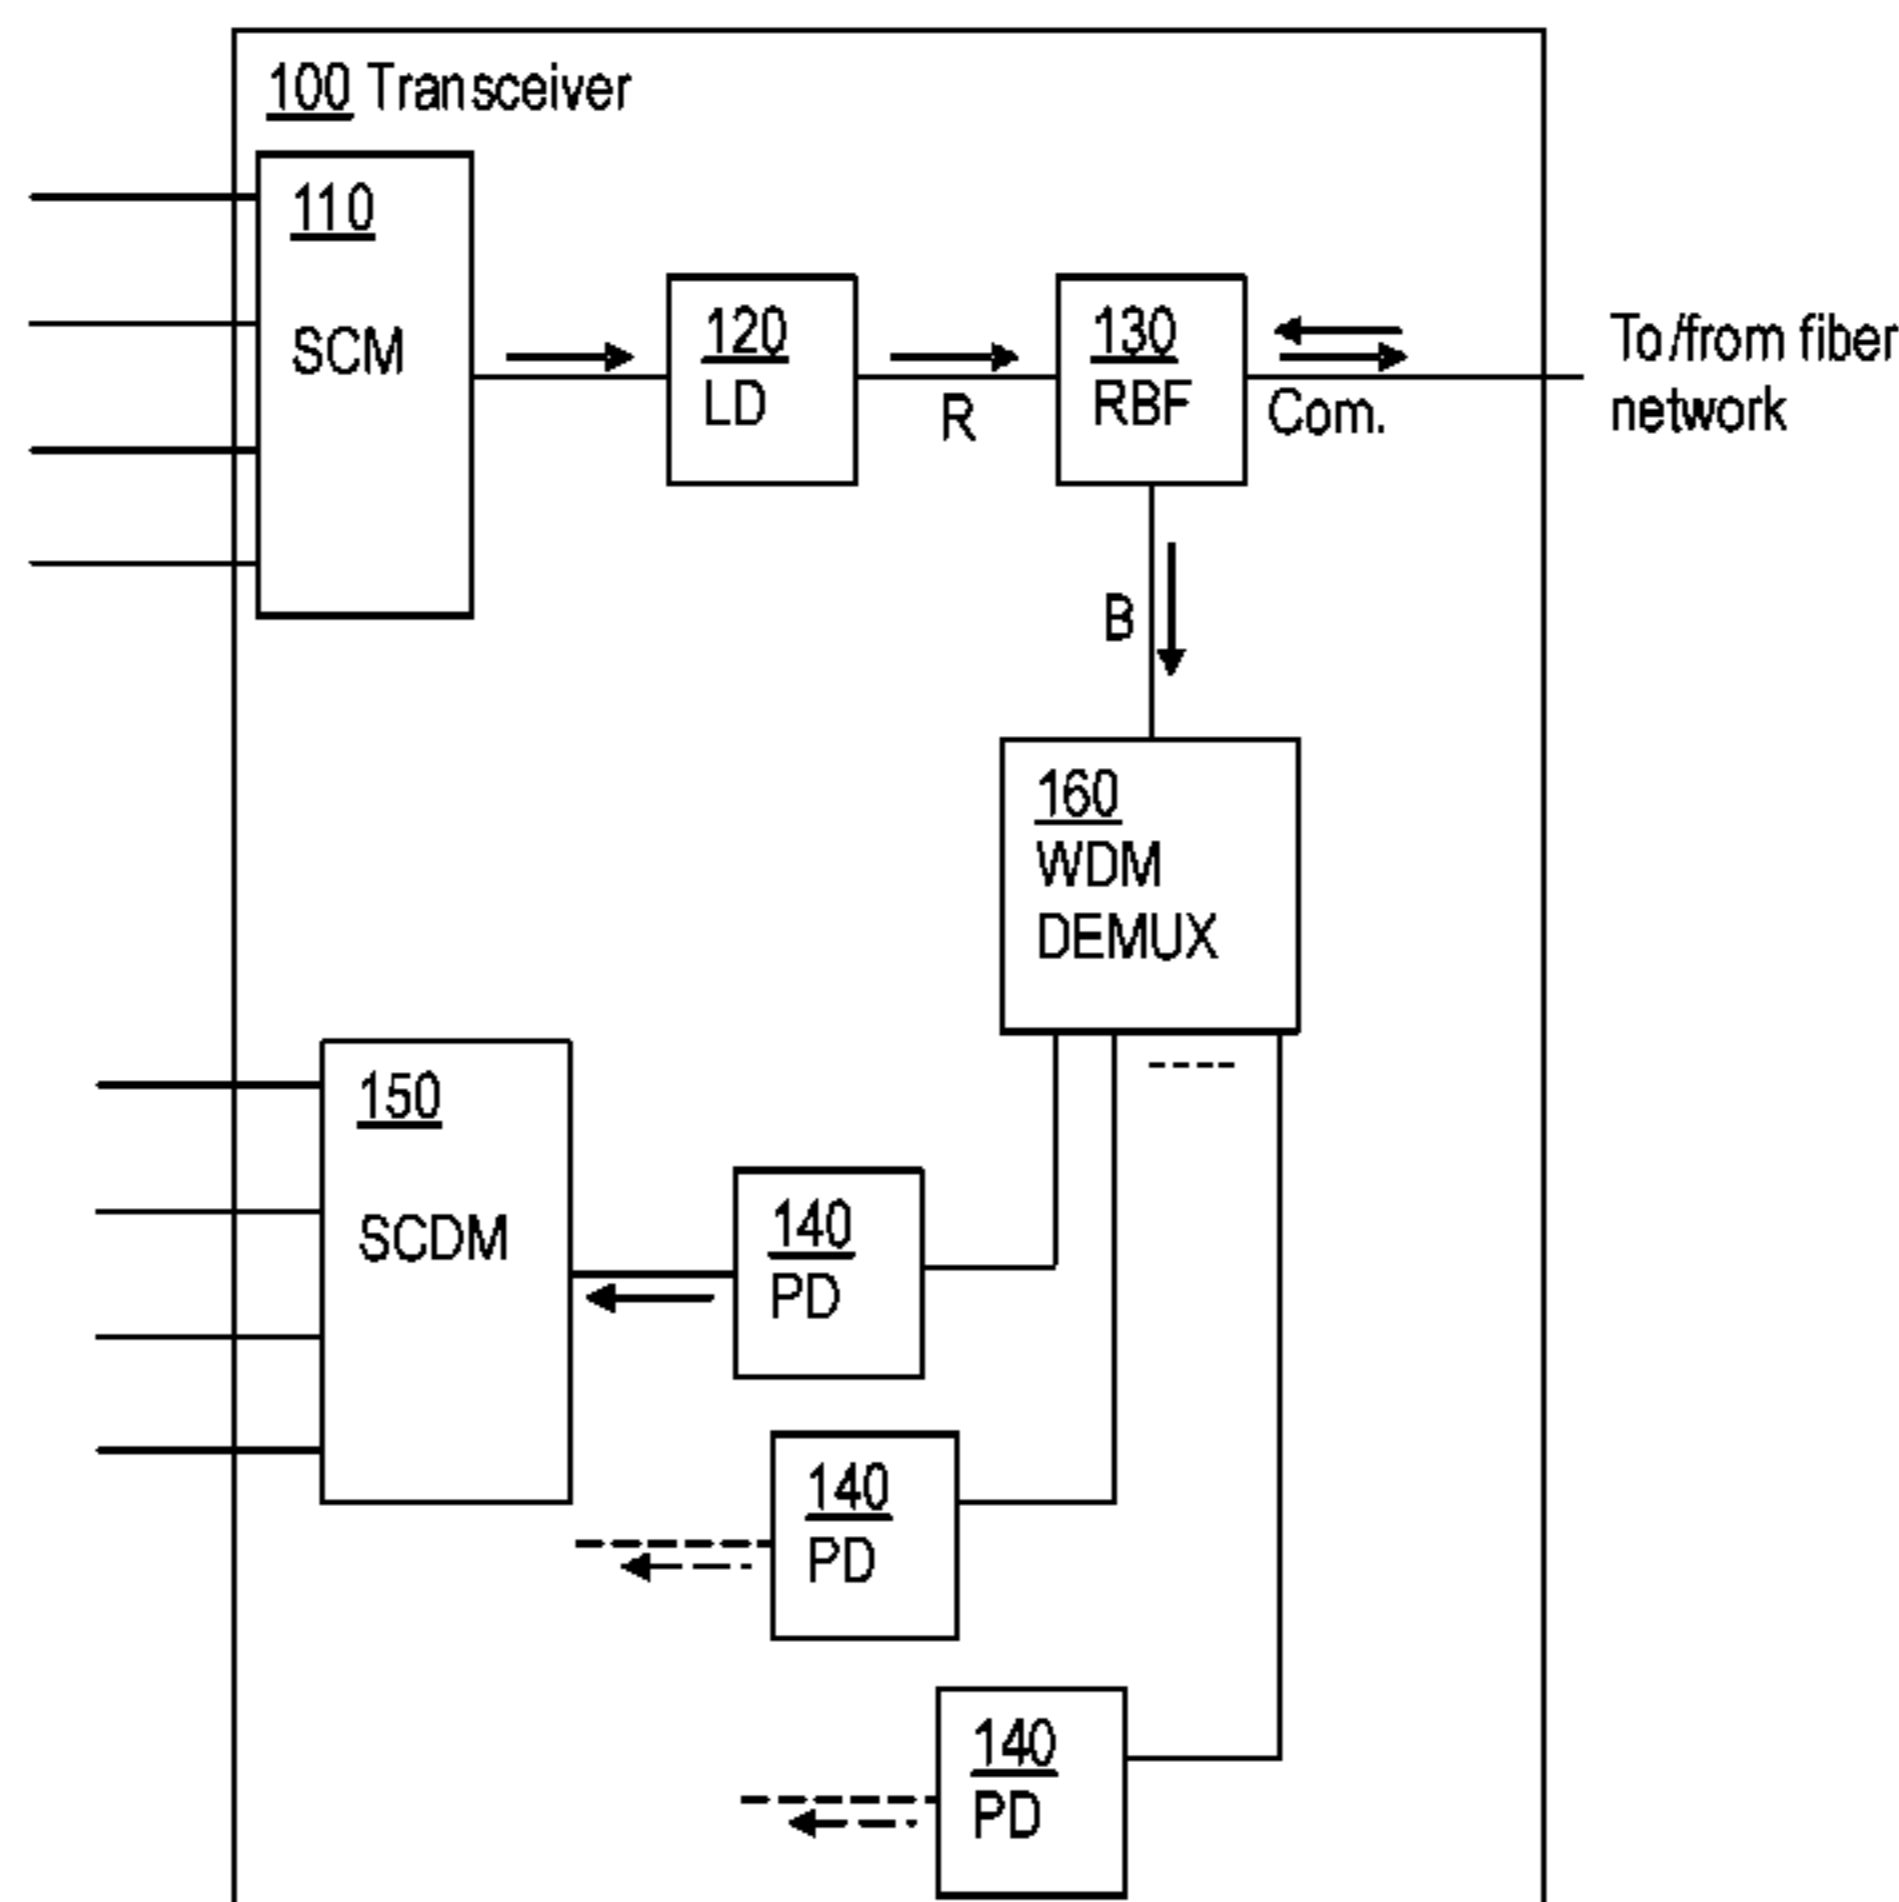 100 Transceiver
110
SCM
120
LD
R
130
RBF
Com.
To/from fiber
network
B
160
WDM
DEMUX
150
SCDM
140
PD
140
PD
140
PD